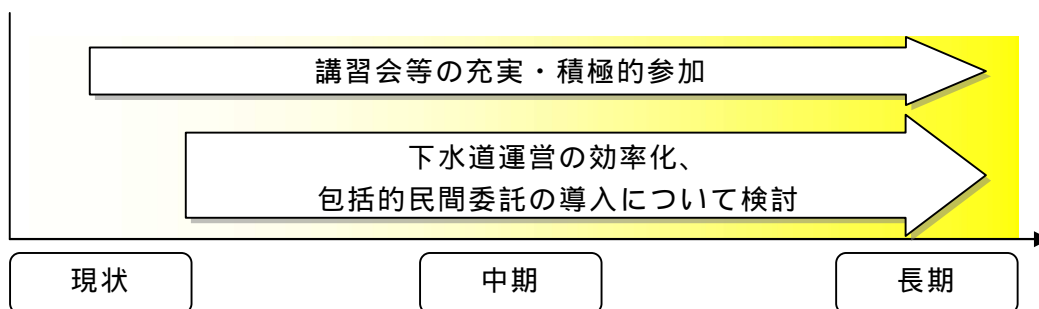 講習会等の充実・積極的参加
下水道運営の効率化、
包括的民間委託の導入について検討
現状
中期
長期